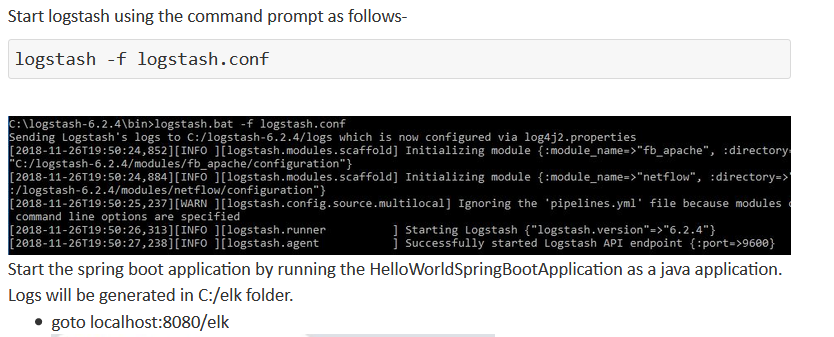 Start logstash using the command prompt as follows-
logstash -f logstash.conf
C:\logstash-6.2.4\bin>logstash.bat -f logstash.conf
Sending Logstash's logs to C:/logstash-6.2.4/logs which is now configured via log4j2.properties
[2018-11-26T19:50:24,852][INFO ][logstash.modules.scaffold] Initializing module {:module_name=>"fb_apache", :directory
"C:/logstash-6.2.4/modules/fb_apache/configuration"}
[2018-11-26T19:50:24,884][INFO ][logstash.modules.scaffold] Initializing module {:module_name=>"netflow", :directory=>"
:/logstash-6.2.4/modules/netflow/configuration"}
[2018-11-26T19:50:25,237][WARN ][logstash.config.source.multilocal] Ignoring the 'pipelines.yml' file because modules
command line options are specified
[2018-11-26T19:50:26,313][INFO ][logstash.runner ] Starting Logstash {"logstash.version"=>"6.2.4"}
[2018-11-26T19:50:27,238][INFO ][logstash.agent ] Successfully started Logstash API endpoint {:port=>9600}
Start the spring boot application by running the HelloWorldSpringBootApplication as a java application.
Logs will be generated in C:/elk folder.
• goto localhost:8080/elk